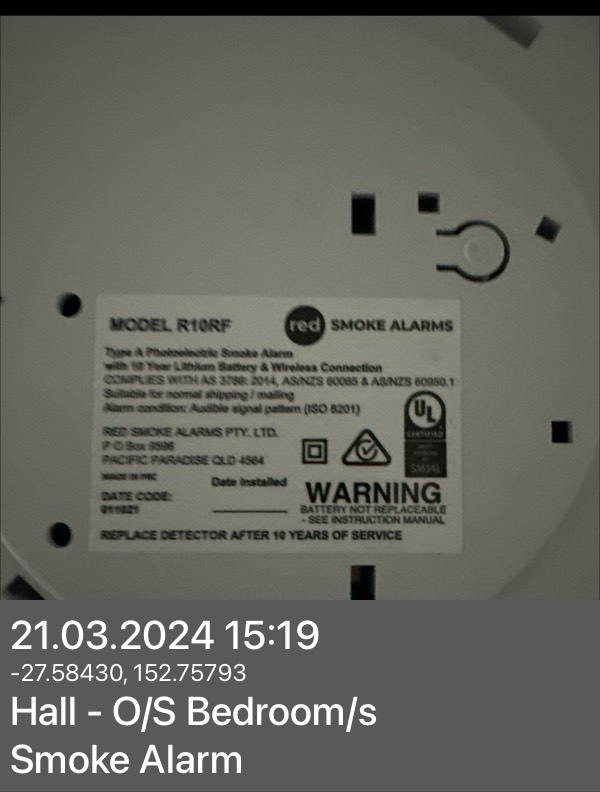 MODEL R10RF
red SMOKE ALARMS
Type A Photoelectric Smoke Alarm
with 10 Year Lithium Battery & Wireless Connection
COMPLIES WITH AS 3786: 2014, AS/NZS 60065 & AS/NZS 60950.1
Suitable for normal shipping / mailing
Alarm condition: Audible signal pattern (ISO 8201)
RED SMOKE ALARMS PTY. LTD.
P O Box 9596
PACIFIC PARADISE QLD 4564
MADE IN PRC
UL
CERTIFIED
S36341
DATE CODE:
011021
Date Installed
WARNING
BATTERY NOT REPLACEABLE
- SEE INSTRUCTION MANUAL
REPLACE DETECTOR AFTER 10 YEARS OF SERVICE
21.03.2024 15:19
-27.58430, 152.75793
Hall - O/S Bedroom/s
Smoke Alarm